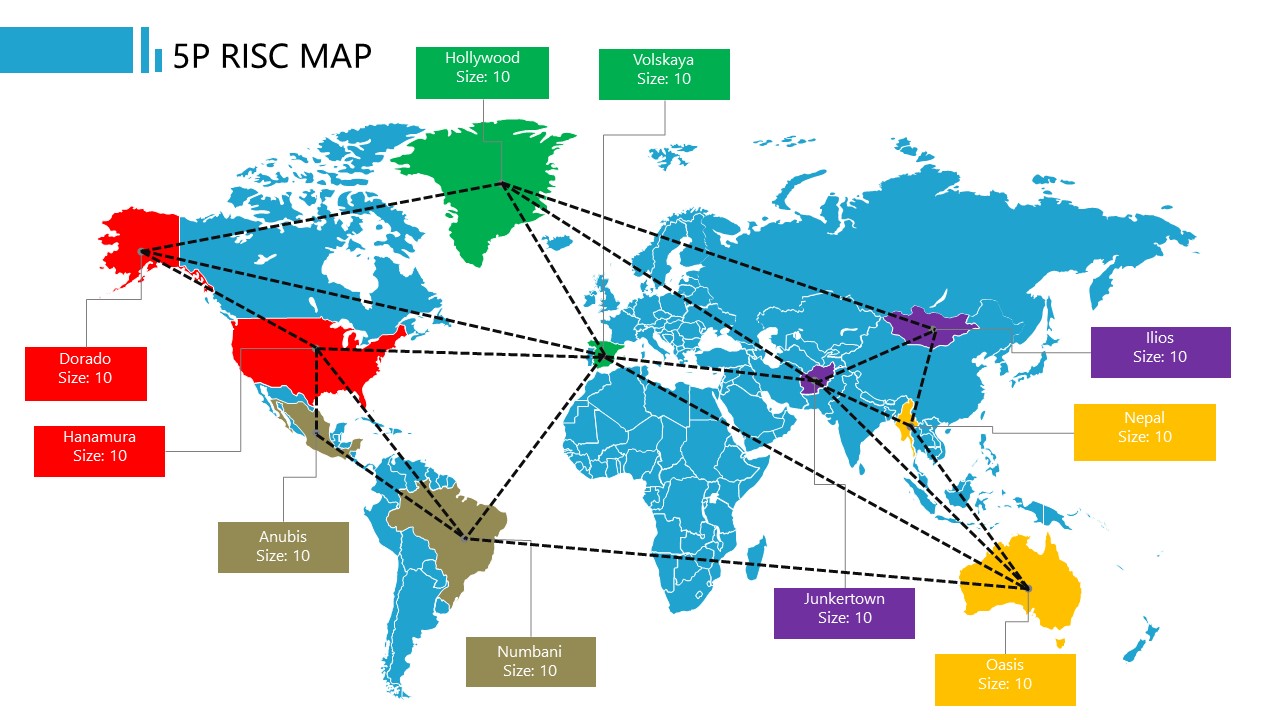 5P RISC MAP
Hollywood
Size: 10
Volskaya
Size: 10
Dorado
Size: 10
Ilios
Size: 10
Nepal
Size: 10
Hanamura
Size: 10
Anubis
Size: 10
Junkertown
Size: 10
Numbani
Size: 10
Oasis
Size: 10